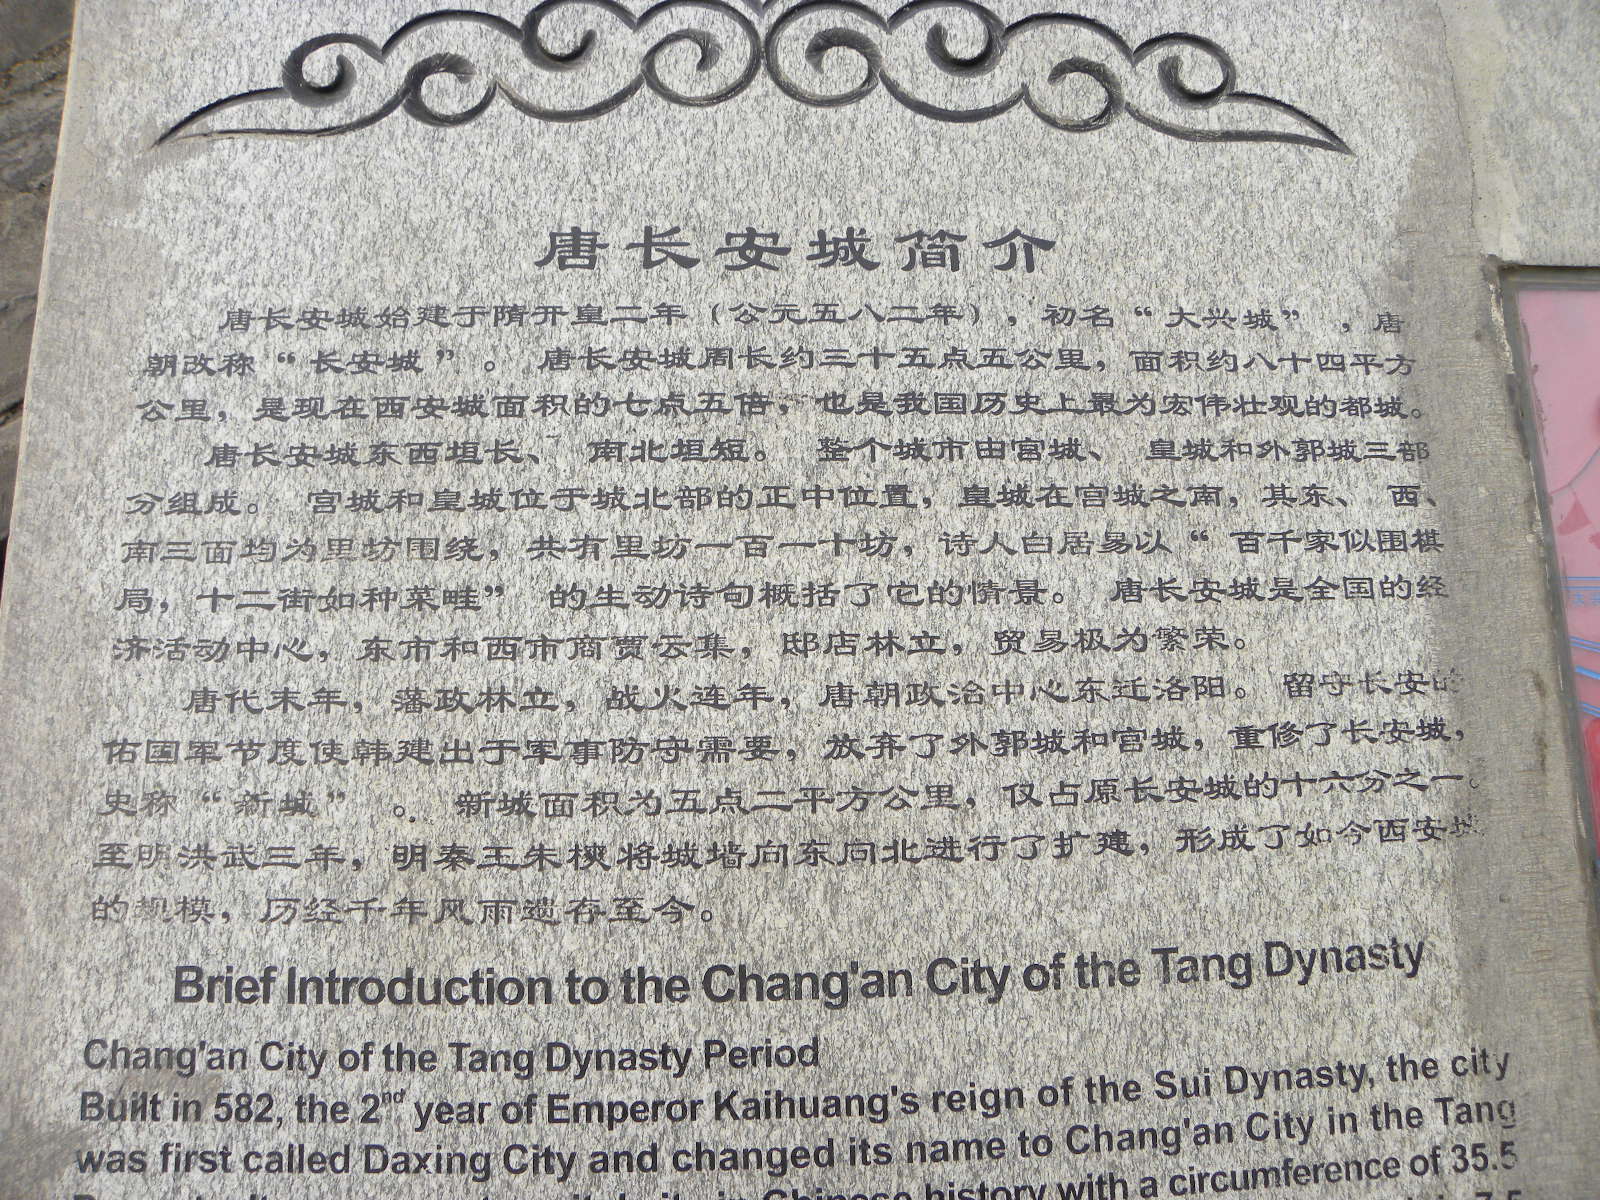 唐长安城简介
唐长安城始建于隋开皇二年（公元五八二年），初名“大兴城”，唐
朝改称“长安城”。唐长安城周长约三十五点五公里，面积约八十四平方
公里，是现在西安城面积的七点五倍，也是我国历史上最为宏伟壮观的都城。
唐长安城东西垣长、南北垣短。整个城市由宫城、皇城和外郭城三部
分组成。宫城和皇城位于城北部的正中位置，皇城在宫城之南，其东、西、
南三面均为里坊围绕，共有里坊一百一十坊，诗人白居易以“百千家似围棋
局，十二街如种菜畦”的生动诗句概括了它的情景。唐长安城是全国的经
济活动中心，东市和西市商贾云集，邸店林立，贸易极为繁荣。
唐代末年，藩政林立，战火连年，唐朝政治中心东迁洛阳。留守长安的
佑国军节度使韩建出于军事防守需要，放弃了外郭城和宫城，重修了长安城，
史称“新城”。新城面积为五点二平方公里，仅占原长安城的十六分之一。
至明洪武三年，明秦王朱樉将城墙向东向北进行了扩建，形成了如今西安城
的规模，历经千年风雨遗存至今。
Brief Introduction to the Chang'an City of the Tang Dynasty
Chang'an City of the Tang Dynasty Period
Built in 582, the 2nd year of Emperor Kaihuang's reign of the Sui Dynasty, the city
was first called Daxing City and changed its name to Chang'an City in the Tang
Chinese history with a circumference of 35.5